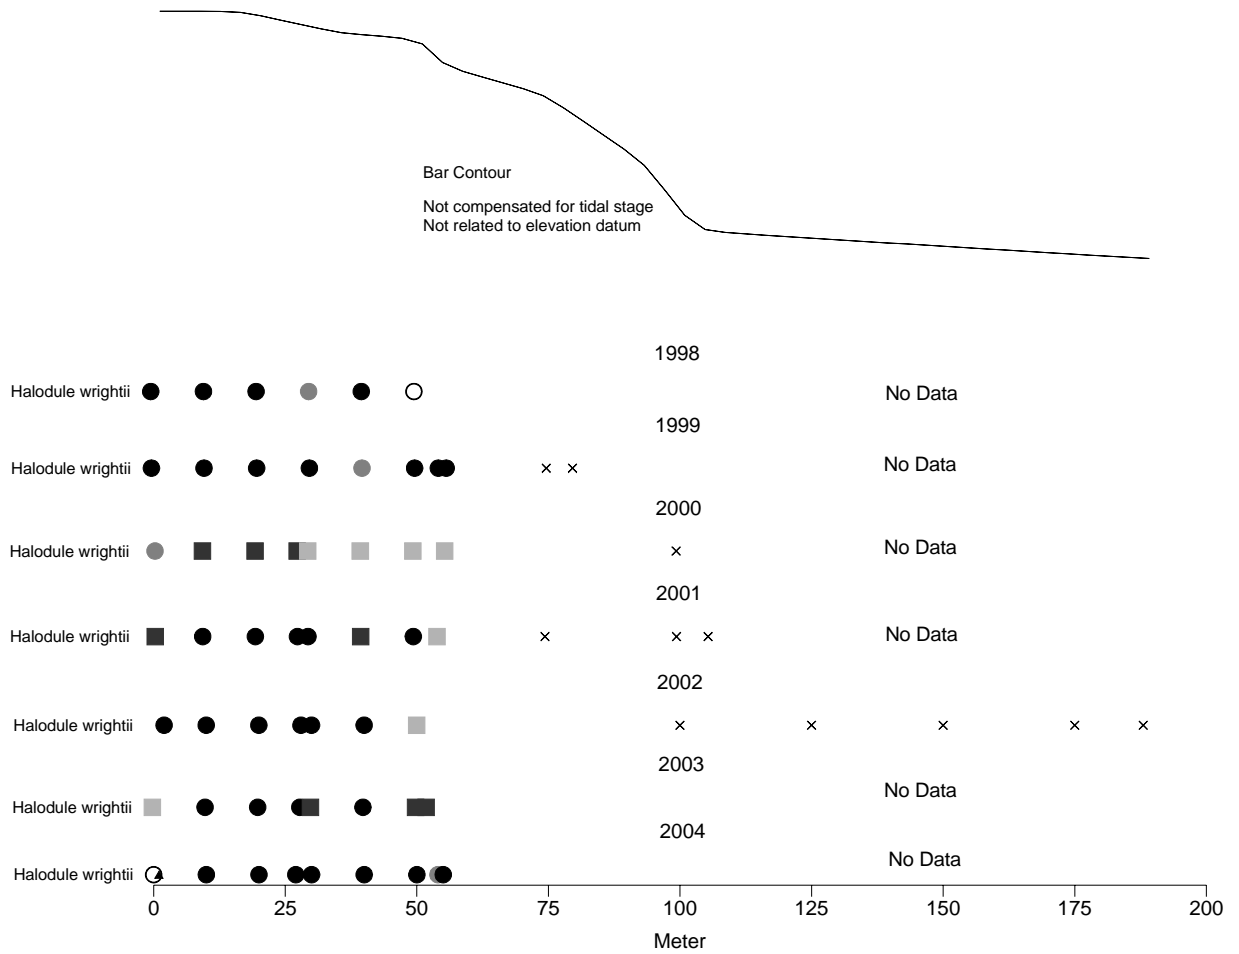 Bar Contour
Not compensated for tidal stage
Not related to elevation datum
1998
Halodule wrightii
No Data
1999
Halodule wrightii
No Data
2000
Halodule wrightii
No Data
2001
Halodule wrightii
No Data
2002
Halodule wrightii
2003
Halodule wrightii
No Data
2004
Halodule wrightii
No Data
0 25 50 75 100 125 150 175 200
Meter